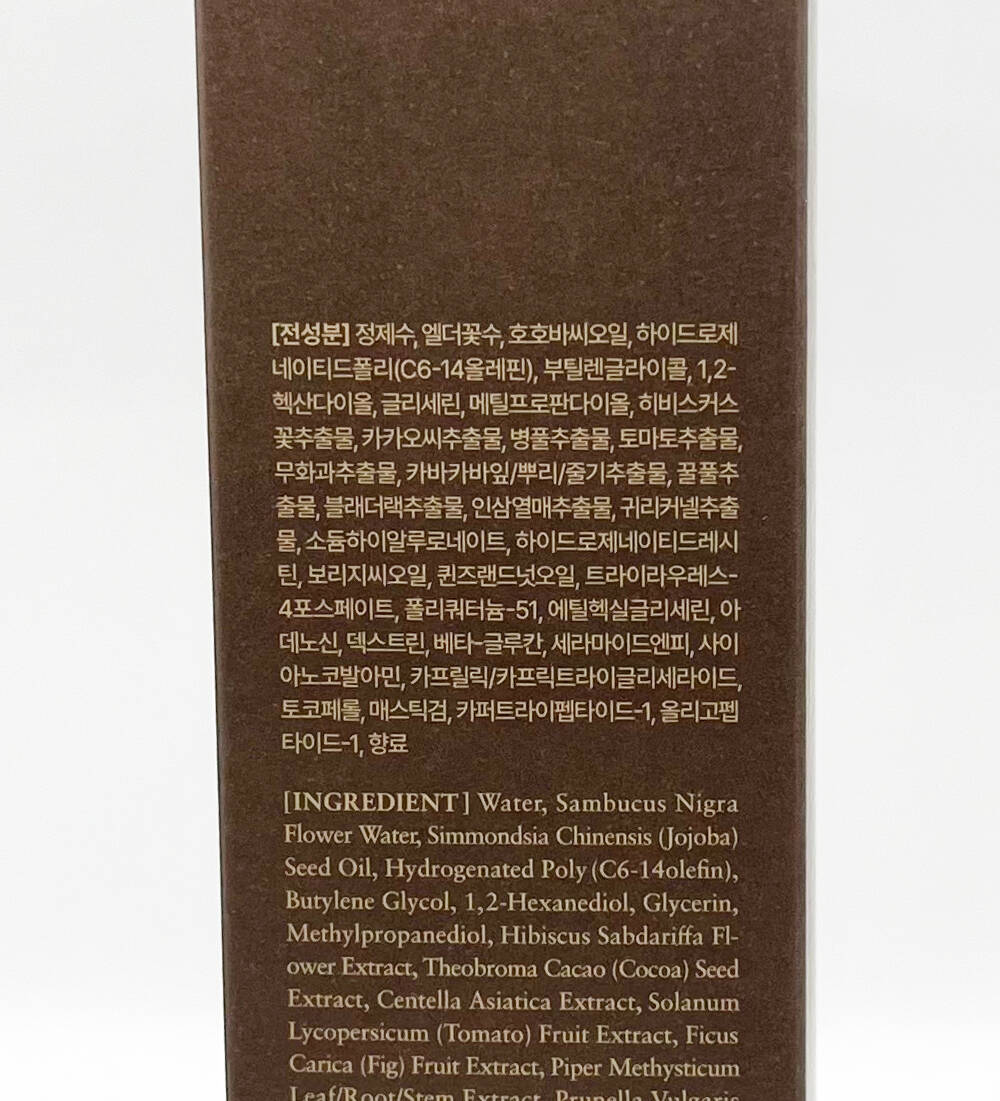 [전성분] 정제수, 엘더꽃수, 호호바씨오일, 하이드로제
네이티드폴리(C6-14올레핀), 부틸렌글라이콜, 1,2-
헥산다이올, 글리세린, 메틸프로판다이올, 히비스커스
꽃추출물, 카카오씨추출물, 병풀추출물, 토마토추출물,
무화과추출물, 카바카바잎/뿌리/줄기추출물, 꿀풀추
출물, 블래더랙추출물, 인삼열매추출물, 귀리커넬추출
물, 소듐하이알루로네이트, 하이드로제네이티드레시
틴, 보리지씨오일, 퀸즈랜드넛오일, 트라이라우레스-
4포스페이트, 폴리쿼터늄-51, 에틸헥실글리세린, 아
데노신, 덱스트린, 베타-글루칸, 세라마이드엔피, 사이
아노코발아민, 카프릴릭/카프릭트라이글리세라이드,
토코페롤, 매스틱검, 카퍼트라이펩타이드-1, 올리고펩
타이드-1, 향료
[INGREDIENT] Water, Sambucus Nigra
Flower Water, Simmondsia Chinensis (Jojoba)
Seed Oil, Hydrogenated Poly (C6-14olefin),
Butylene Glycol, 1,2-Hexanediol, Glycerin,
Methylpropanediol, Hibiscus Sabdariffa Fl-
ower Extract, Theobroma Cacao (Cocoa) Seed
Extract, Centella Asiatica Extract, Solanum
Lycopersicum (Tomato) Fruit Extract, Ficus
Carica (Fig) Fruit Extract, Piper Methysticum
Leaf/Root/Stem Extract, Prunella Vulgaris